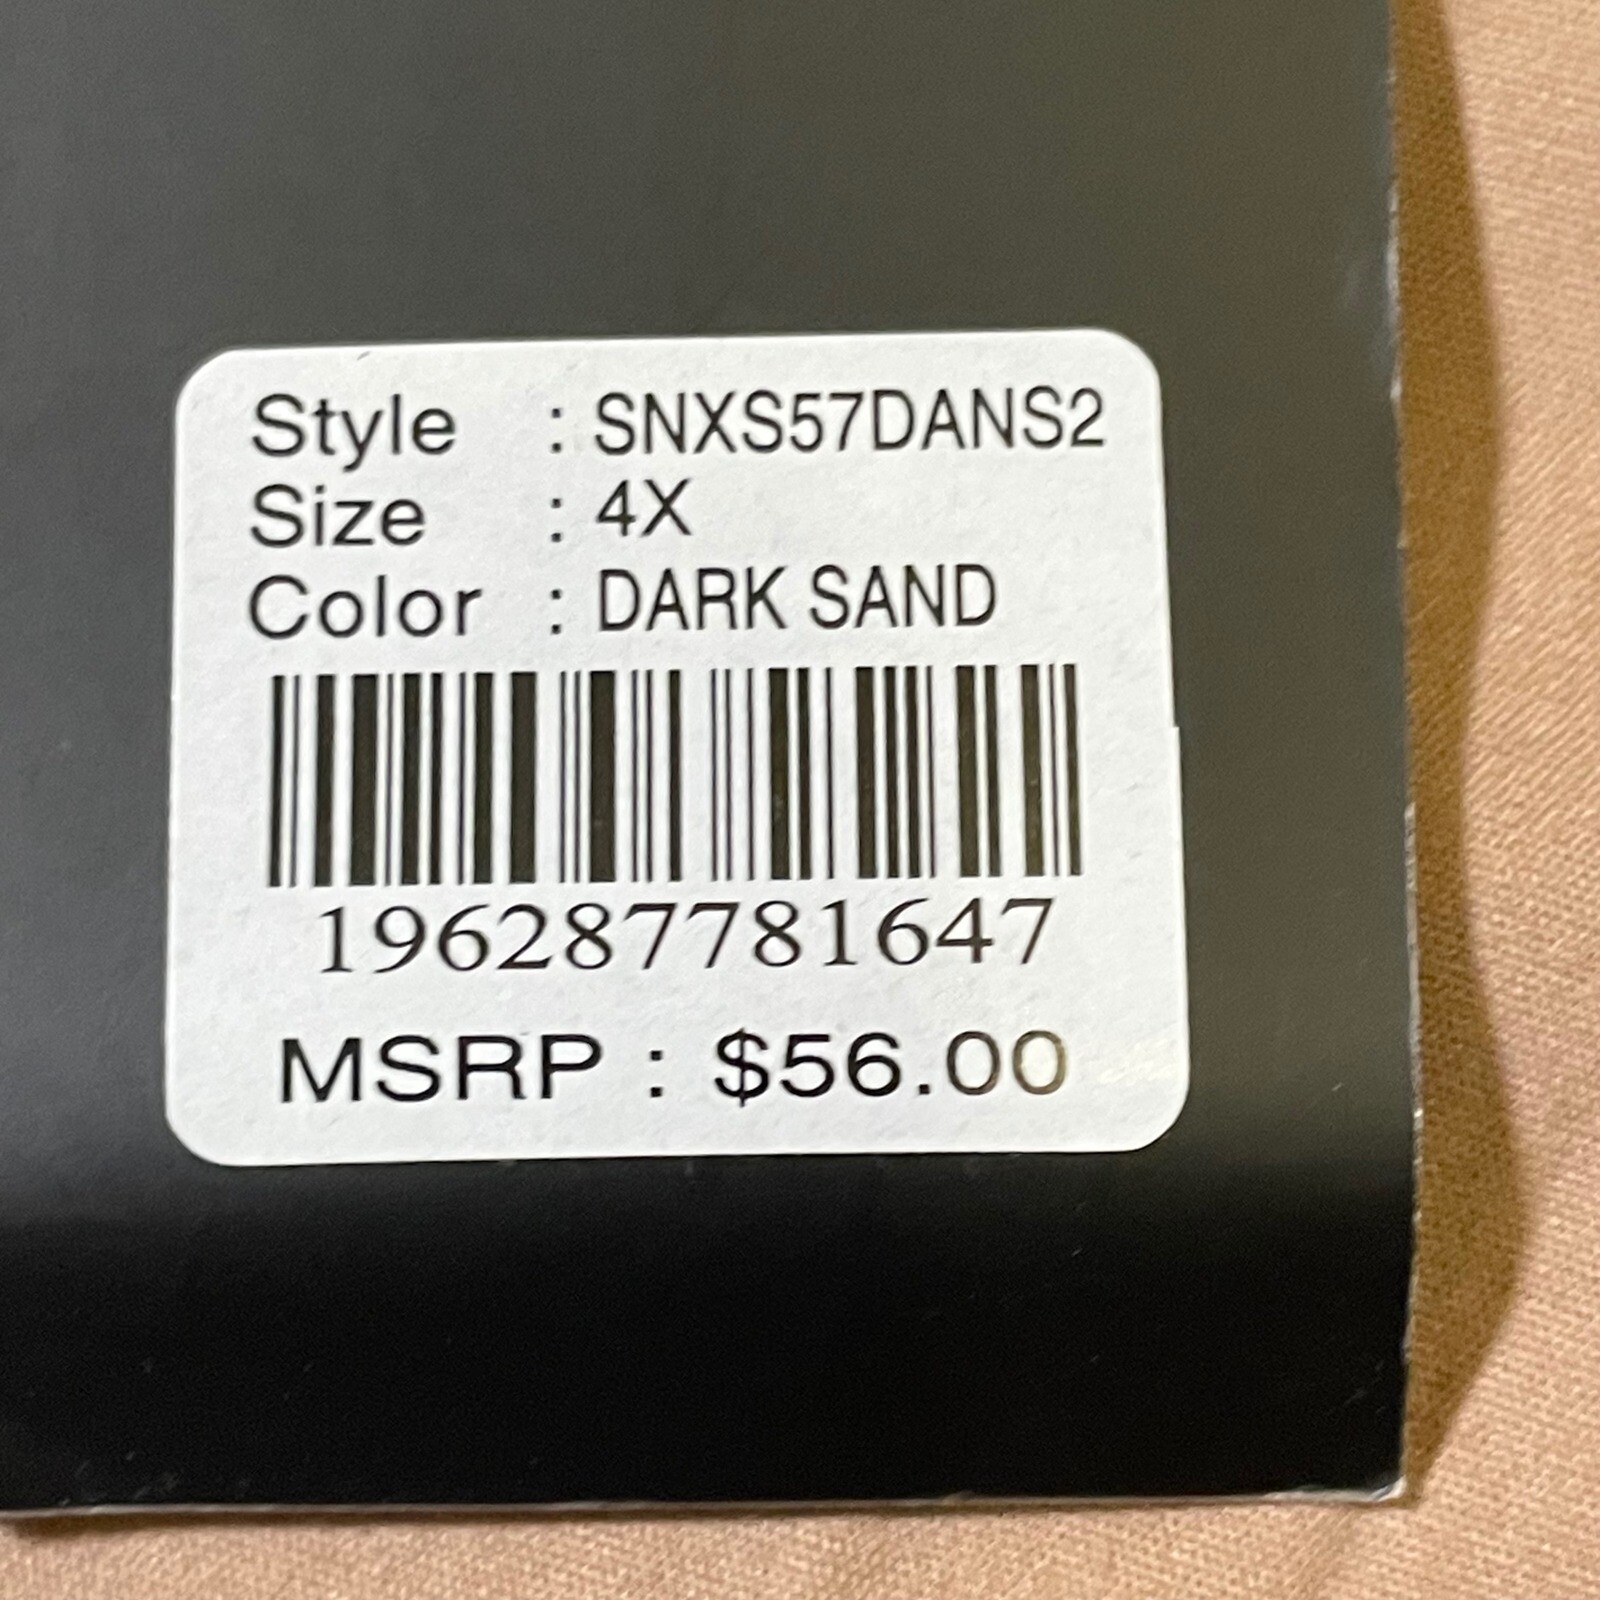 Style : SNXS57DANS2
Size : 4X
Color : DARK SAND
196287781647
MSRP : $56.00